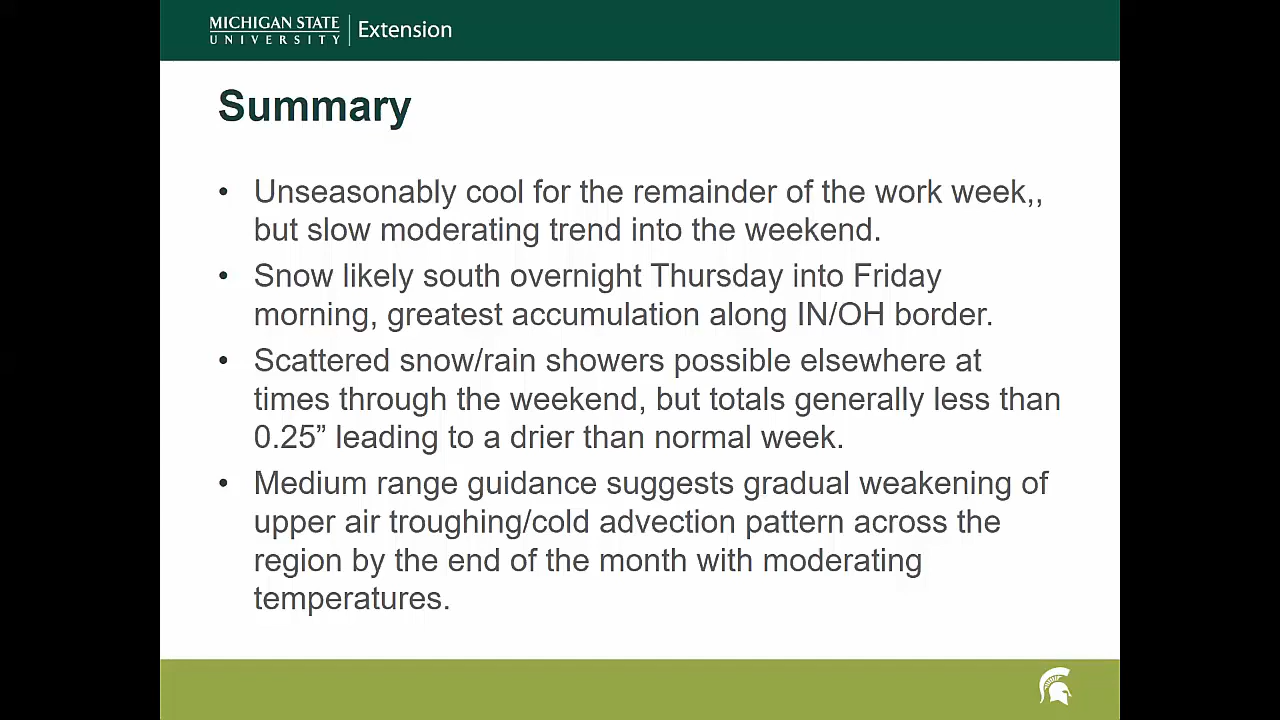 MICHIGAN STATE
UNIVERSITY
Extension
Summary
• Unseasonably cool for the remainder of the work week,,
but slow moderating trend into the weekend.
• Snow likely south overnight Thursday into Friday
morning, greatest accumulation along IN/OH border.
• Scattered snow/rain showers possible elsewhere at
times through the weekend, but totals generally less than
0.25” leading to a drier than normal week.
• Medium range guidance suggests gradual weakening of
upper air troughing/cold advection pattern across the
region by the end of the month with moderating
temperatures.